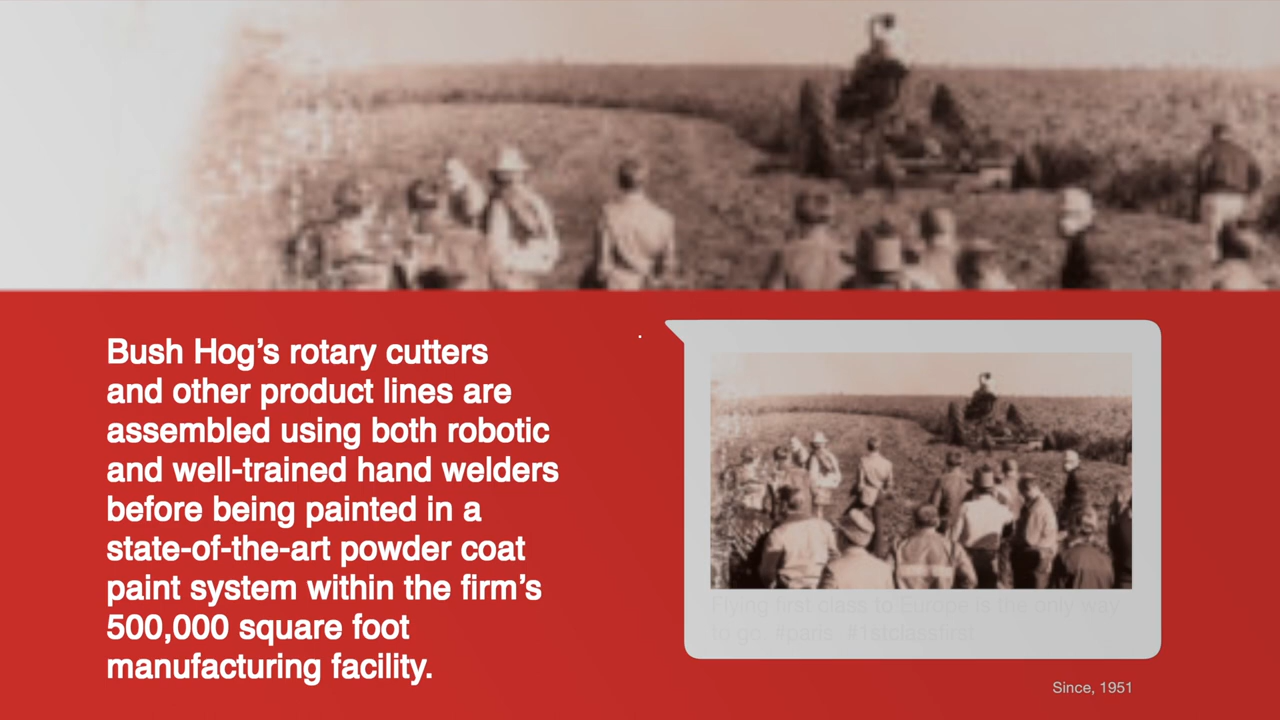 Bush Hog’s rotary cutters
and other product lines are
assembled using both robotic
and well-trained hand welders
before being painted in a
state-of-the-art powder coat
paint system within the firm’s
500,000 square foot
manufacturing facility.
Flying first class to Europe is the only way
to go. #paris #1stclassfirst
Since, 1951